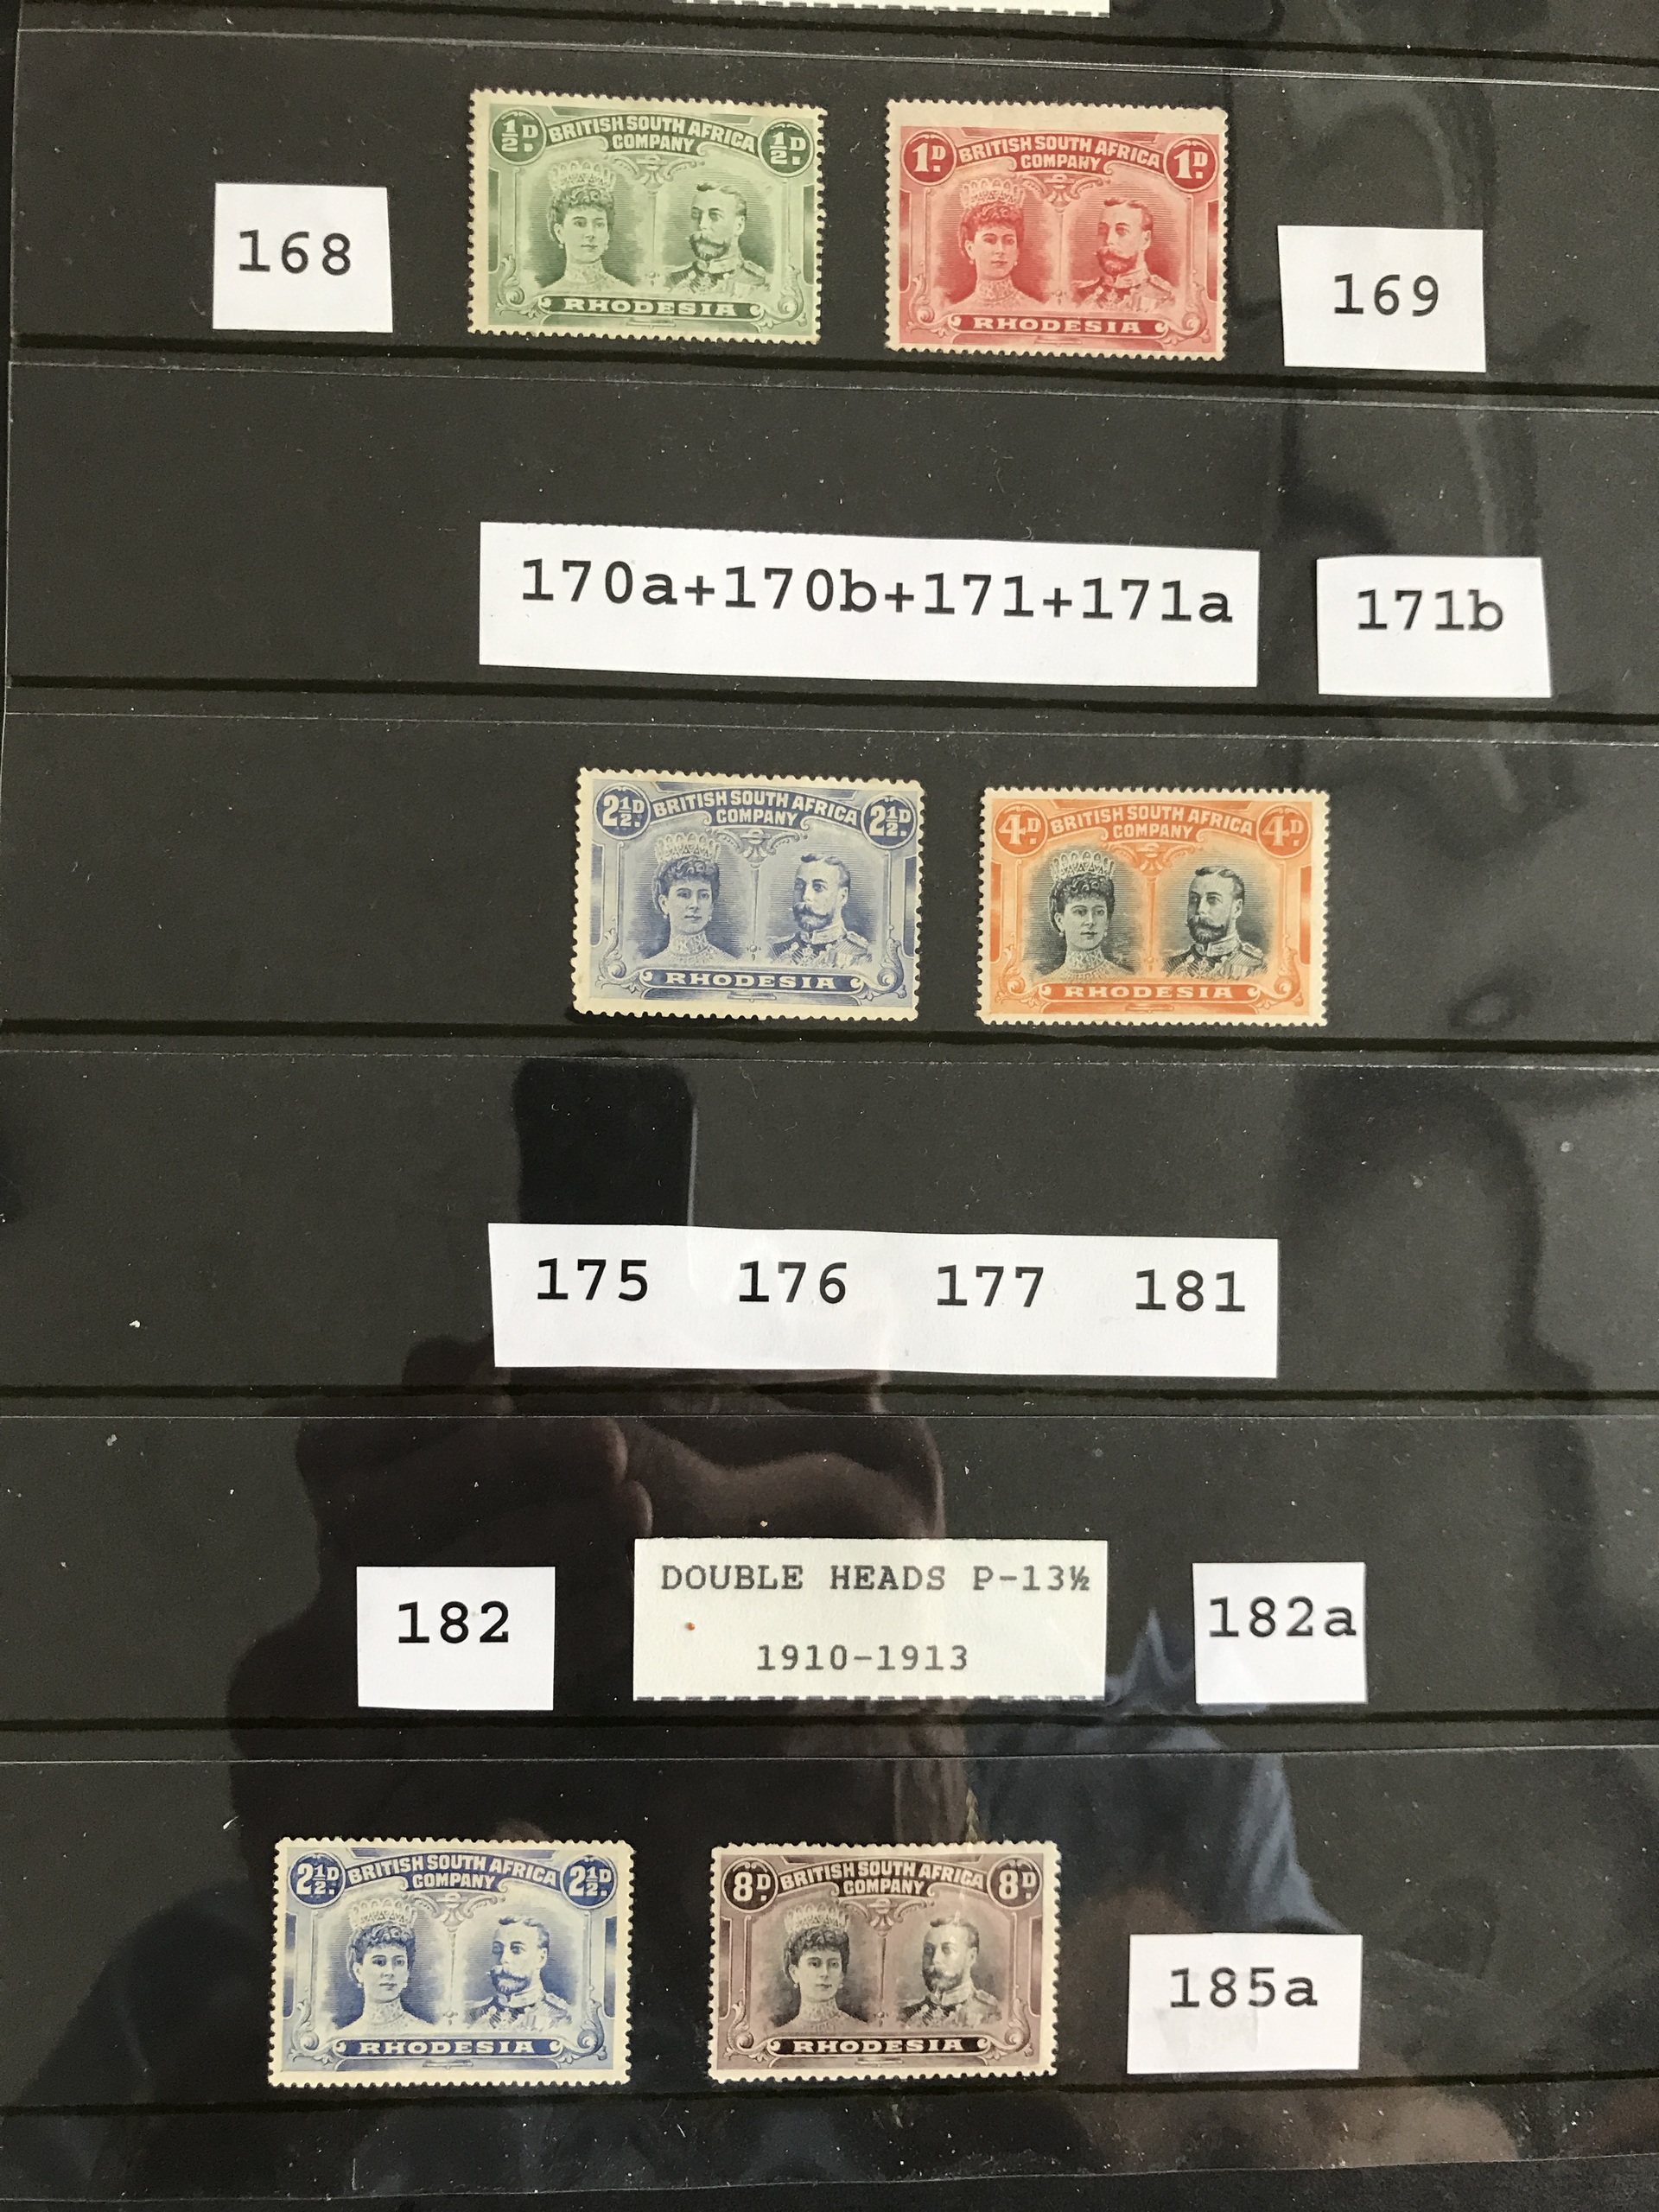 ½D. BRITISH SOUTH AFRICA ½D.
COMPANY
RHODESIA
1D. BRITISH SOUTH AFRICA 1D.
COMPANY
RHODESIA
168
169
170a+170b+171+171a
171b
2½D. BRITISH SOUTH AFRICA 2½D.
COMPANY
RHODESIA
4D. BRITISH SOUTH AFRICA 4D.
COMPANY
RHODESIA
175 176 177 181
182
DOUBLE HEADS P-13½
1910-1913
182a
2½D. BRITISH SOUTH AFRICA 2½D.
COMPANY
RHODESIA
8D. BRITISH SOUTH AFRICA 8D.
COMPANY
RHODESIA
185a